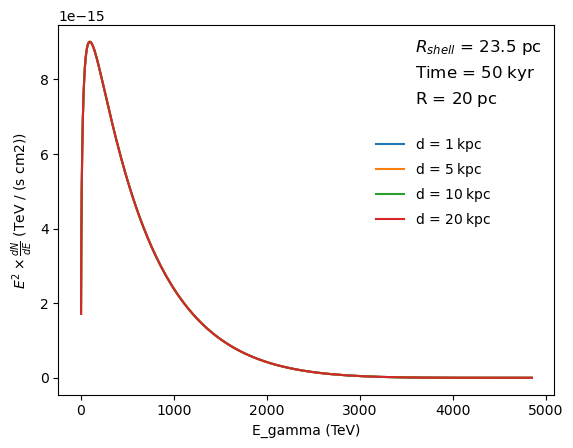 1e−15
R_shell = 23.5 pc
Time = 50 kyr
R = 20 pc
d = 1 kpc
d = 5 kpc
d = 10 kpc
d = 20 kpc
8
6
4
2
0
E² × dN/dE (TeV / (s cm2))
0 1000 2000 3000 4000 5000
E_gamma (TeV)